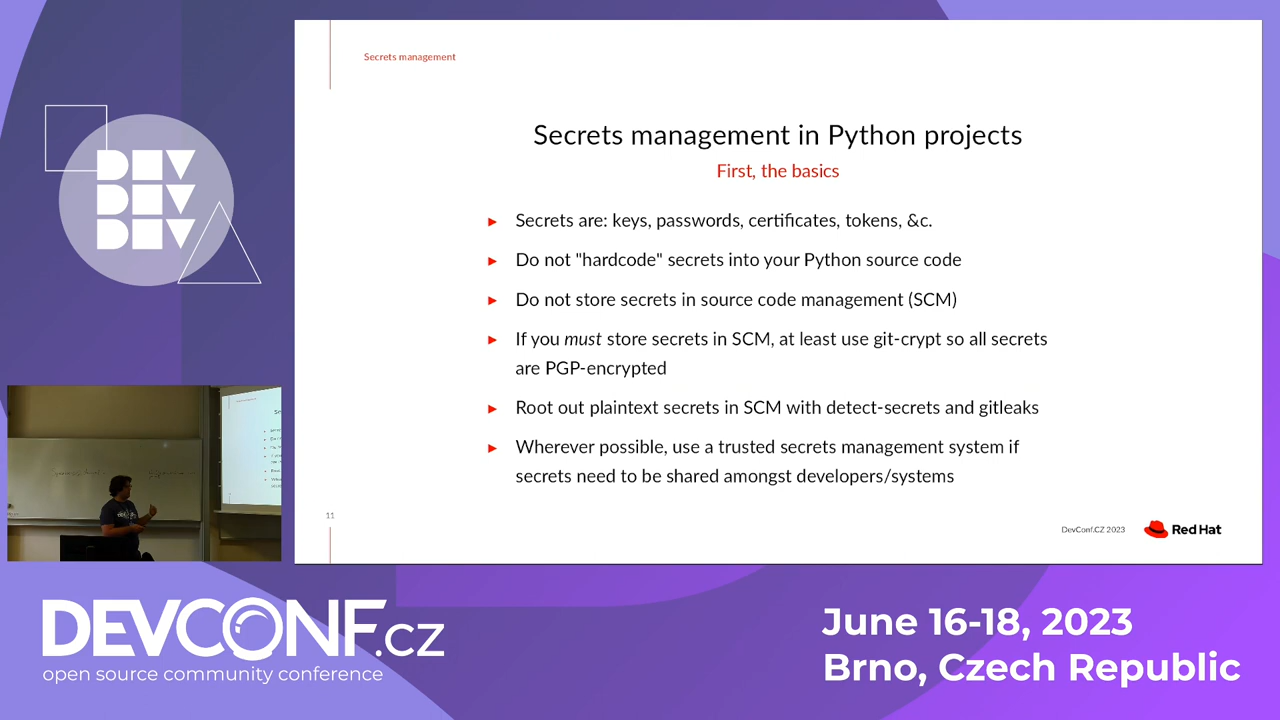 Secrets management
Secrets management in Python projects
First, the basics
► Secrets are: keys, passwords, certificates, tokens, &c.
► Do not "hardcode" secrets into your Python source code
► Do not store secrets in source code management (SCM)
► If you must store secrets in SCM, at least use git-crypt so all secrets
are PGP-encrypted
► Root out plaintext secrets in SCM with detect-secrets and gitleaks
► Wherever possible, use a trusted secrets management system if
secrets need to be shared amongst developers/systems
11
DevConf.CZ 2023
Red Hat
DEV
DEV
DEV
DEVCONF.CZ
open source community conference
June 16-18, 2023
Brno, Czech Republic